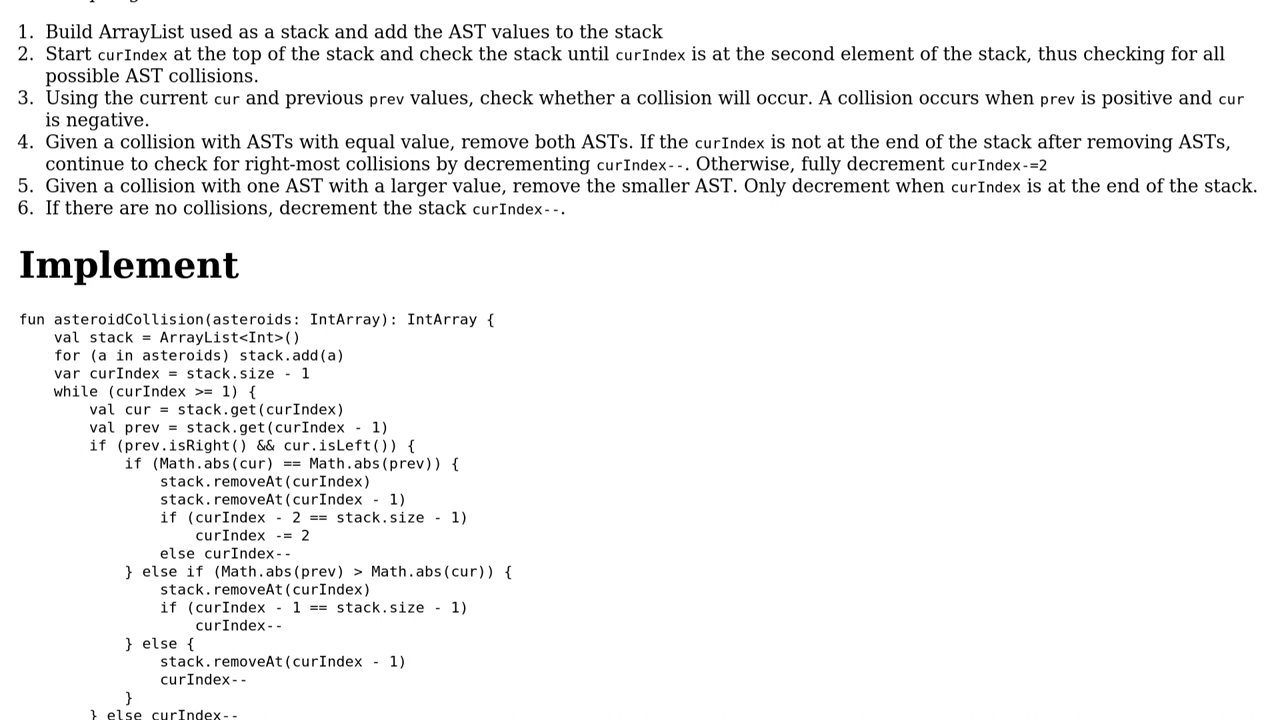 1. Build ArrayList used as a stack and add the AST values to the stack
2. Start curIndex at the top of the stack and check the stack until curIndex is at the second element of the stack, thus checking for all
possible AST collisions.
3. Using the current cur and previous prev values, check whether a collision will occur. A collision occurs when prev is positive and cur
is negative.
4. Given a collision with ASTs with equal value, remove both ASTs. If the curIndex is not at the end of the stack after removing ASTs,
continue to check for right-most collisions by decrementing curIndex--. Otherwise, fully decrement curIndex-=2
5. Given a collision with one AST with a larger value, remove the smaller AST. Only decrement when curIndex is at the end of the stack.
6. If there are no collisions, decrement the stack curIndex--.
Implement
fun asteroidCollision(asteroids: IntArray): IntArray {
    val stack = ArrayList<Int>()
    for (a in asteroids) stack.add(a)
    var curIndex = stack.size - 1
    while (curIndex >= 1) {
        val cur = stack.get(curIndex)
        val prev = stack.get(curIndex - 1)
        if (prev.isRight() && cur.isLeft()) {
            if (Math.abs(cur) == Math.abs(prev)) {
                stack.removeAt(curIndex)
                stack.removeAt(curIndex - 1)
                if (curIndex - 2 == stack.size - 1)
                    curIndex -= 2
                else curIndex--
            } else if (Math.abs(prev) > Math.abs(cur)) {
                stack.removeAt(curIndex)
                if (curIndex - 1 == stack.size - 1)
                    curIndex--
            } else {
                stack.removeAt(curIndex - 1)
                curIndex--
            }
        } else curIndex--